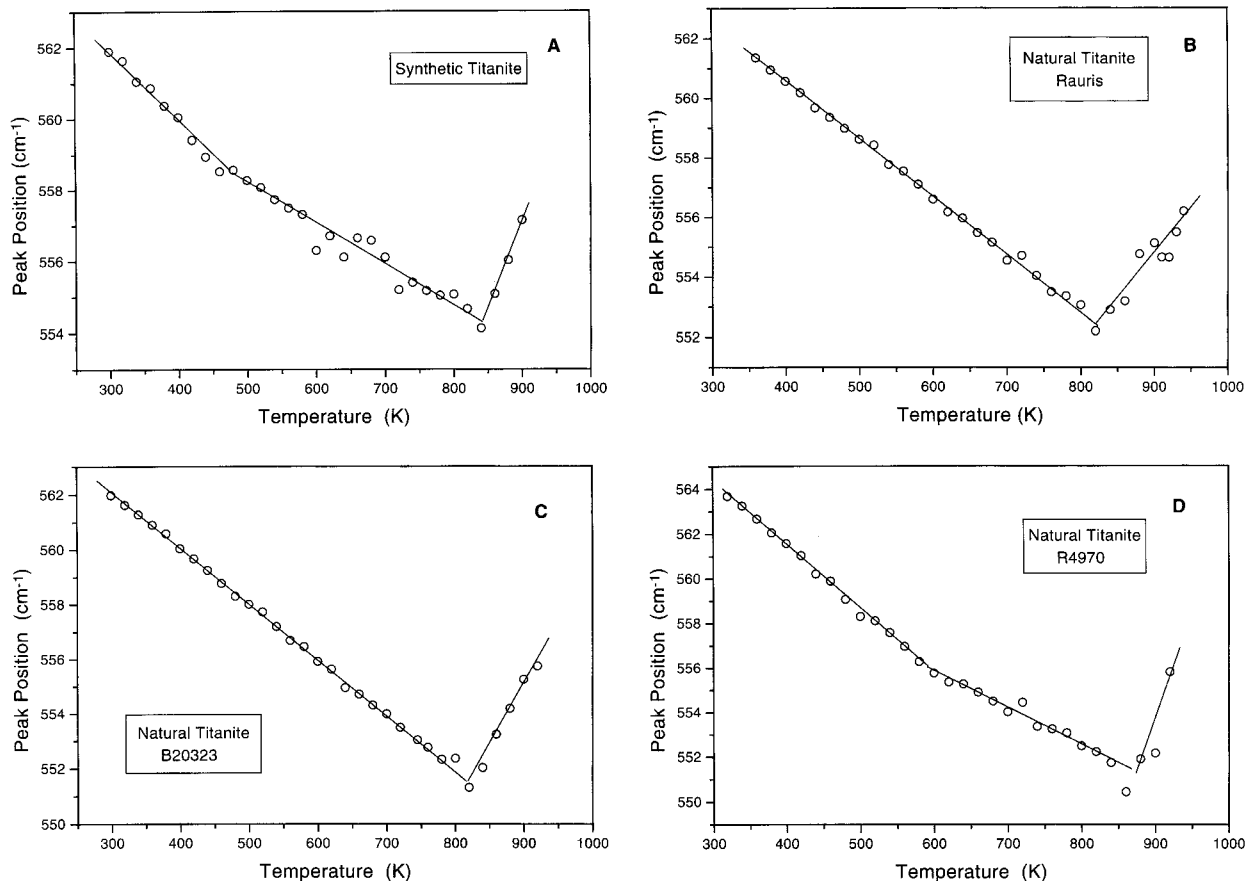 A
Synthetic Titanite
Peak Position (cm-1)
562
560
558
556
554
300 400 500 600 700 800 900 1000
Temperature (K)
B
Natural Titanite
Rauris
Peak Position (cm-1)
562
560
558
556
554
552
300 400 500 600 700 800 900 1000
Temperature (K)
C
Natural Titanite
B20323
Peak Position (cm-1)
562
560
558
556
554
552
550
300 400 500 600 700 800 900 1000
Temperature (K)
D
Natural Titanite
R4970
Peak Position (cm-1)
564
562
560
558
556
554
552
550
300 400 500 600 700 800 900 1000
Temperature (K)